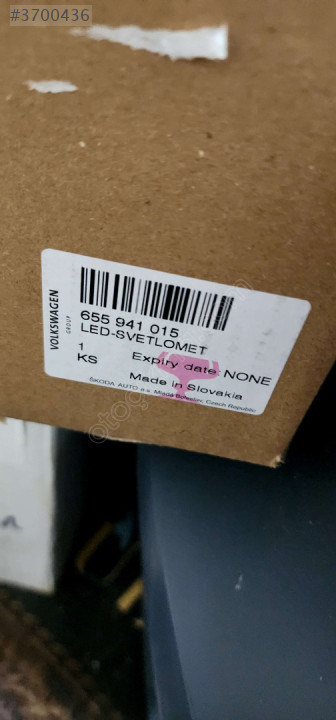 #3700436
VOLKSWAGEN
GROUP
655 941 015
LED-SVETLOMET
1
KS
Expiry date: NONE
Made in Slovakia
ŠKODA AUTO a.s. Mladá Boleslav, Czech Republic